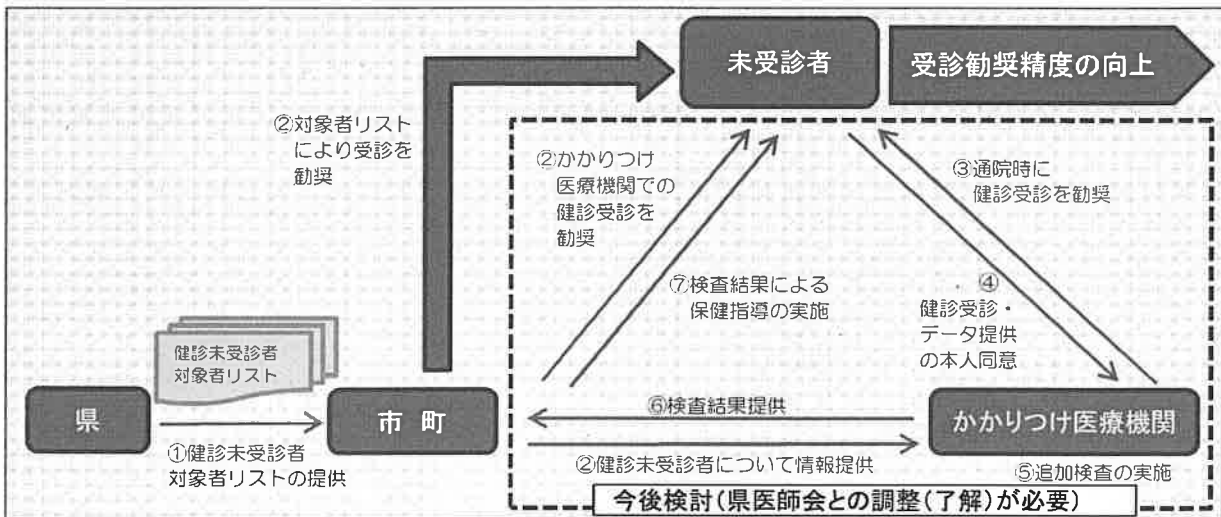 未受診者
受診勧奨精度の向上
②対象者リスト
により受診を
勧奨
②かかりつけ
医療機関での
健診受診を
勧奨
③通院時に
健診受診を勧奨
⑦検査結果による
保健指導の実施
④
健診受診・
データ提供
の本人同意
健診未受診者
対象者リスト
県
市町
⑥検査結果提供
かかりつけ医療機関
①健診未受診者
対象者リストの提供
②健診未受診者について情報提供
⑤追加検査の実施
今後検討(県医師会との調整(了解)が必要)